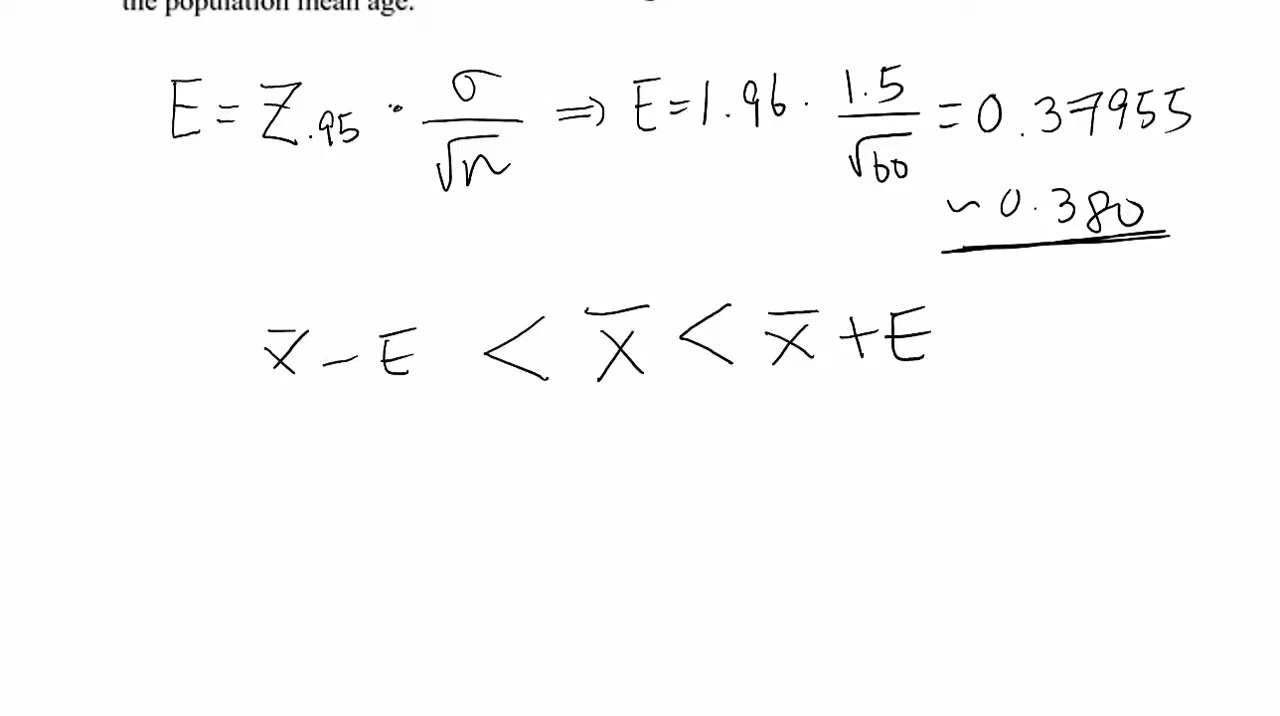 the population mean age.
E = Z.95 · σ/√n ⇒ E = 1.96 · 1.5/√60 = 0.37955
~ 0.380
x̄ − E < x̄ < x̄ + E